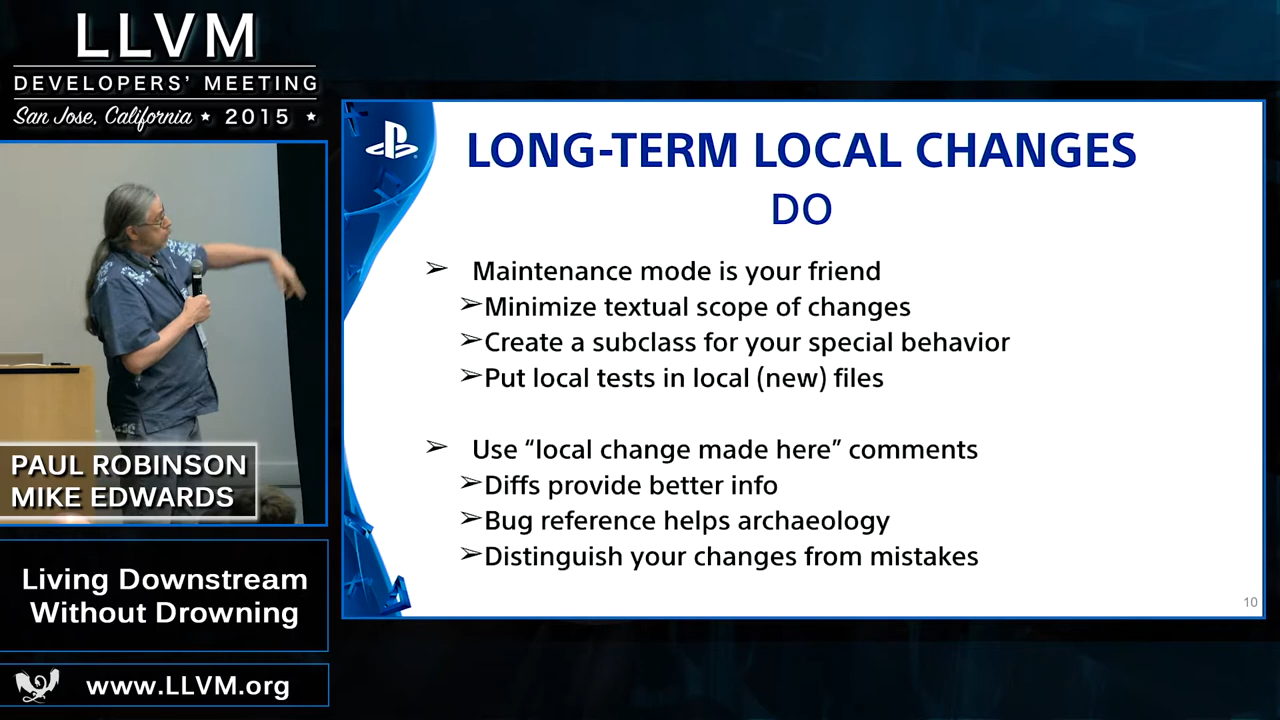 LLVM
DEVELOPERS' MEETING
San Jose, California ★ 2015 ★
PAUL ROBINSON
MIKE EDWARDS
Living Downstream
Without Drowning
www.LLVM.org
LONG-TERM LOCAL CHANGES
DO
➢ Maintenance mode is your friend
➢Minimize textual scope of changes
➢Create a subclass for your special behavior
➢Put local tests in local (new) files
➢ Use “local change made here” comments
➢Diffs provide better info
➢Bug reference helps archaeology
➢Distinguish your changes from mistakes
10